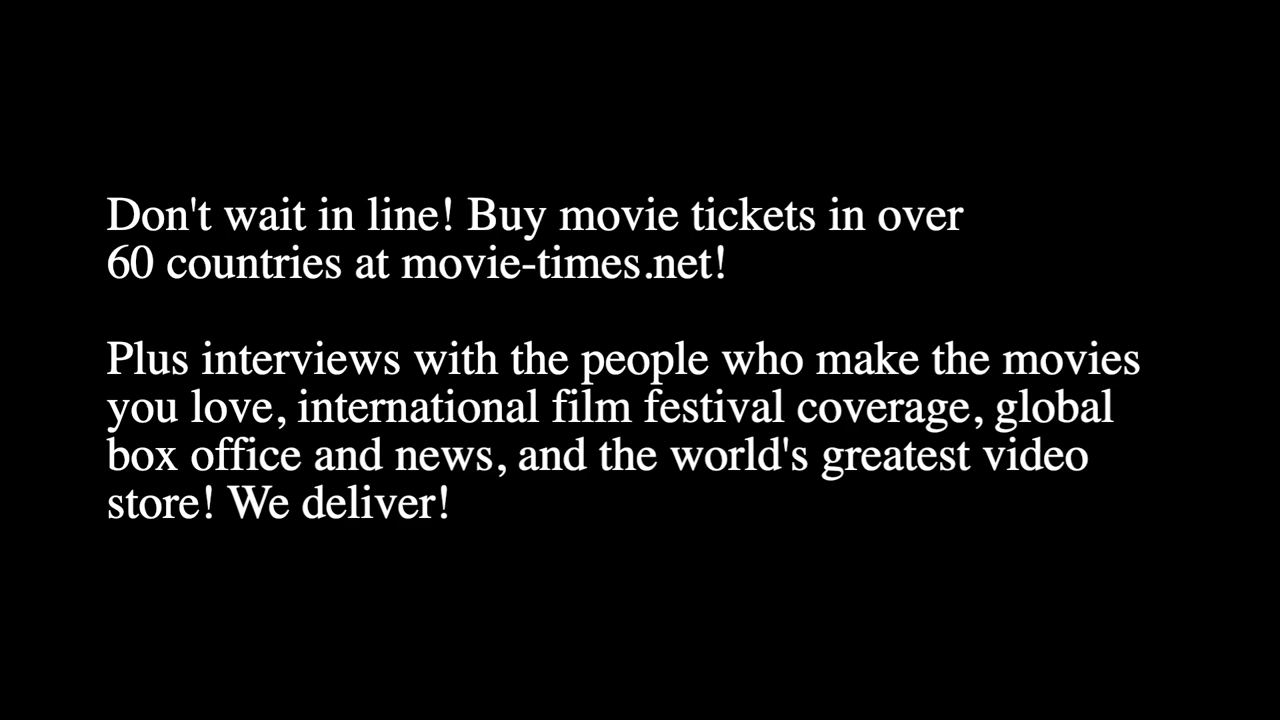 Don't wait in line! Buy movie tickets in over
60 countries at movie-times.net!
Plus interviews with the people who make the movies
you love, international film festival coverage, global
box office and news, and the world's greatest video
store! We deliver!